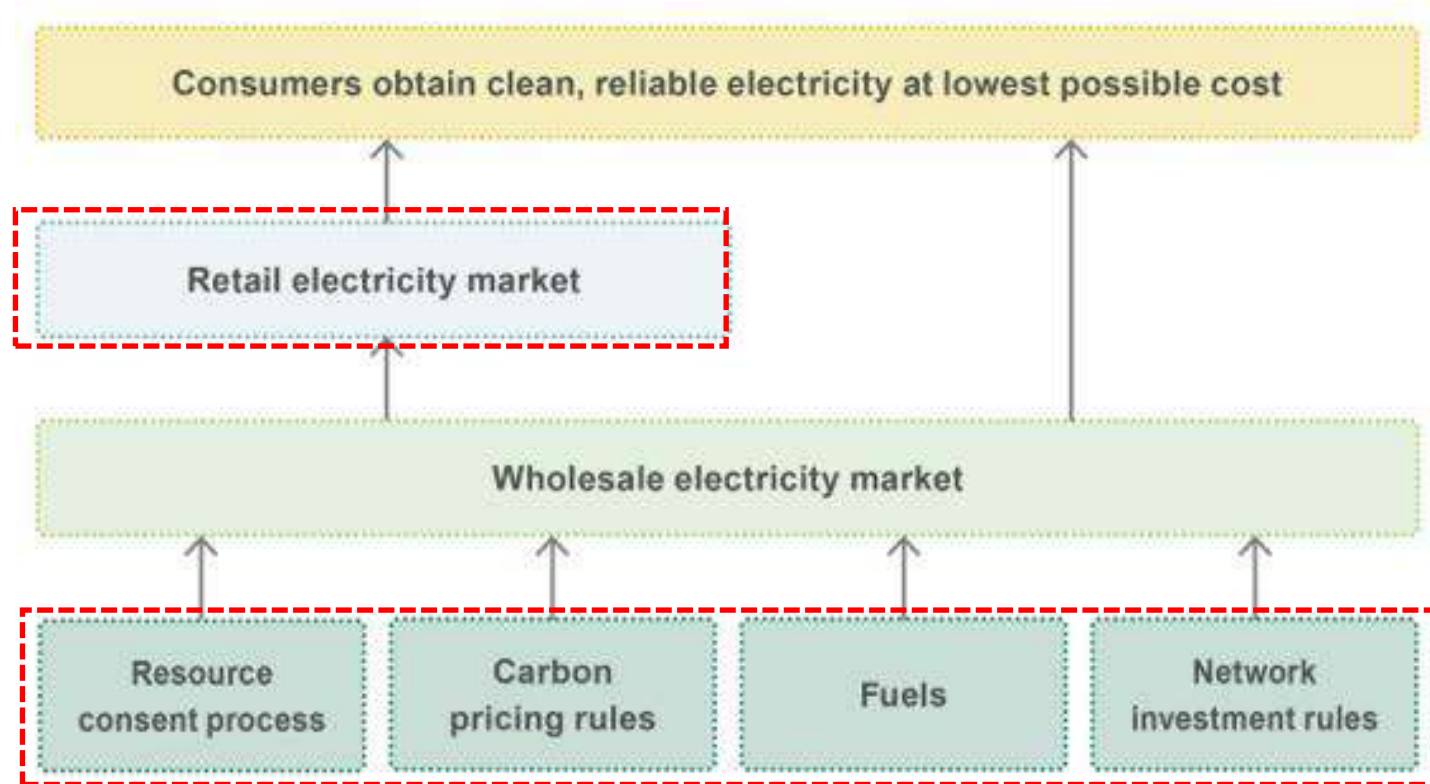 Consumers obtain clean, reliable electricity at lowest possible cost
Retail electricity market
Wholesale electricity market
Resource
consent process
Carbon
pricing rules
Fuels
Network
investment rules